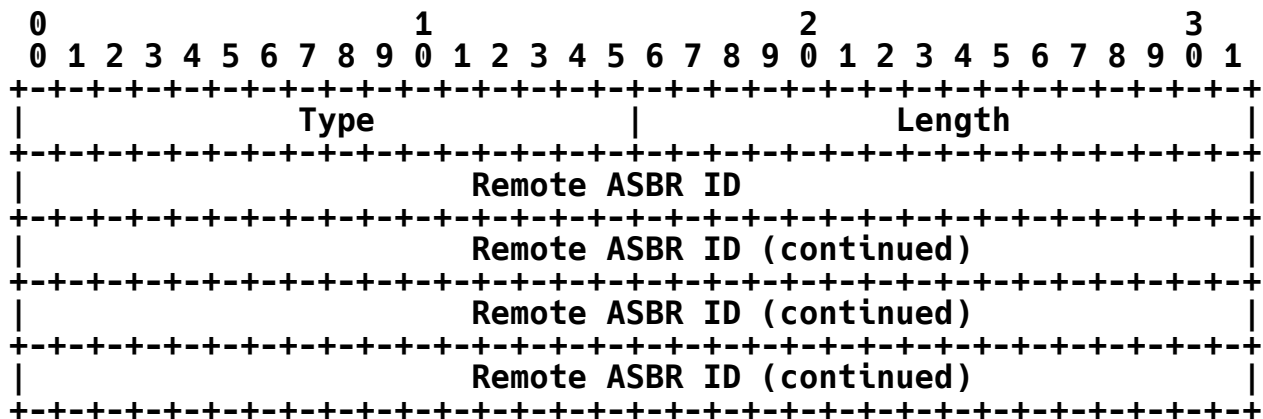 0                   1                   2                   3
 0 1 2 3 4 5 6 7 8 9 0 1 2 3 4 5 6 7 8 9 0 1 2 3 4 5 6 7 8 9 0 1
+-+-+-+-+-+-+-+-+-+-+-+-+-+-+-+-+-+-+-+-+-+-+-+-+-+-+-+-+-+-+-+-+
|              Type             |             Length            |
+-+-+-+-+-+-+-+-+-+-+-+-+-+-+-+-+-+-+-+-+-+-+-+-+-+-+-+-+-+-+-+-+
|                       Remote ASBR ID                          |
+-+-+-+-+-+-+-+-+-+-+-+-+-+-+-+-+-+-+-+-+-+-+-+-+-+-+-+-+-+-+-+-+
|                       Remote ASBR ID (continued)              |
+-+-+-+-+-+-+-+-+-+-+-+-+-+-+-+-+-+-+-+-+-+-+-+-+-+-+-+-+-+-+-+-+
|                       Remote ASBR ID (continued)              |
+-+-+-+-+-+-+-+-+-+-+-+-+-+-+-+-+-+-+-+-+-+-+-+-+-+-+-+-+-+-+-+-+
|                       Remote ASBR ID (continued)              |
+-+-+-+-+-+-+-+-+-+-+-+-+-+-+-+-+-+-+-+-+-+-+-+-+-+-+-+-+-+-+-+-+